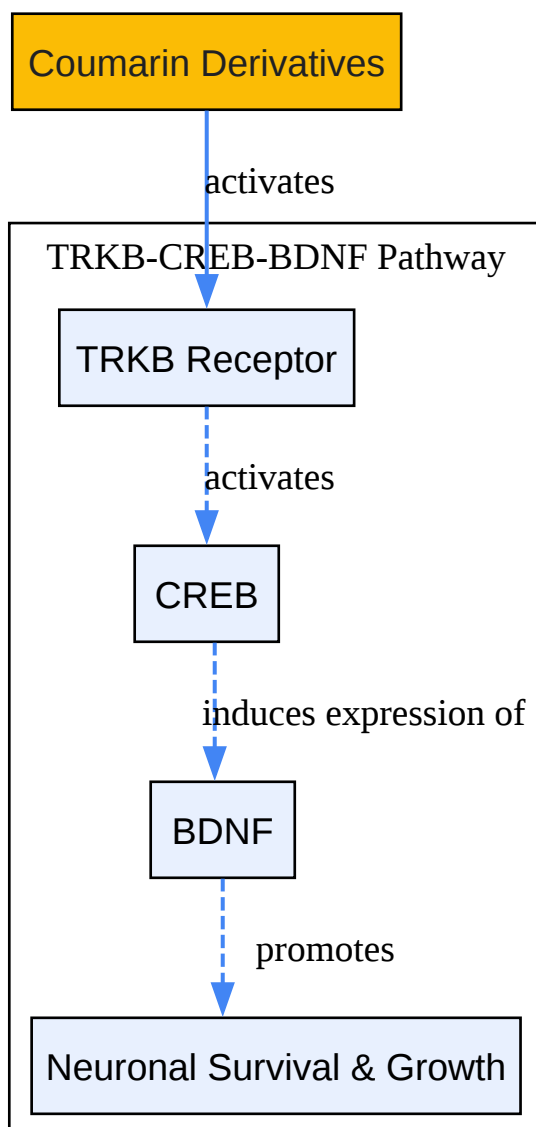 Coumarin Derivatives
activates
TRKB-CREB-BDNF Pathway
TRKB Receptor
activates
CREB
induces expression of
BDNF
promotes
Neuronal Survival & Growth